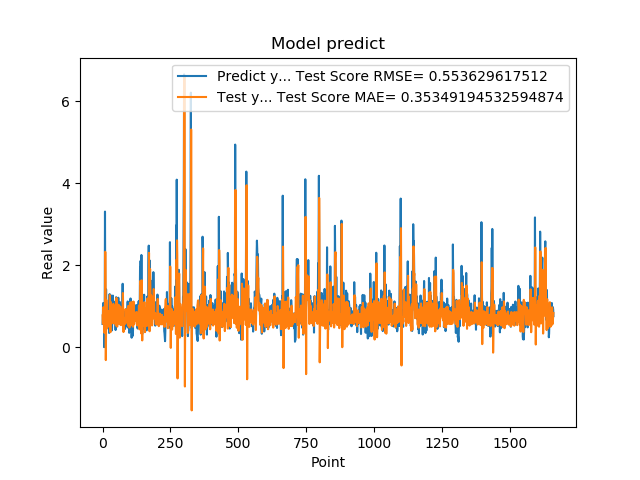 Model predict
Predict y... Test Score RMSE= 0.553629617512
Test y... Test Score MAE= 0.35349194532594874
Real value
6
4
2
0
0 250 500 750 1000 1250 1500
Point